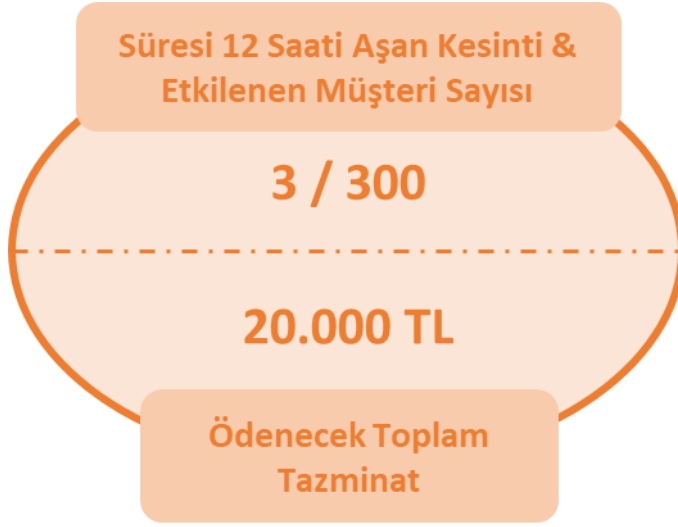 Süresi 12 Saati Aşan Kesinti &
Etkilenen Müşteri Sayısı
3 / 300
20.000 TL
Ödenecek Toplam
Tazminat